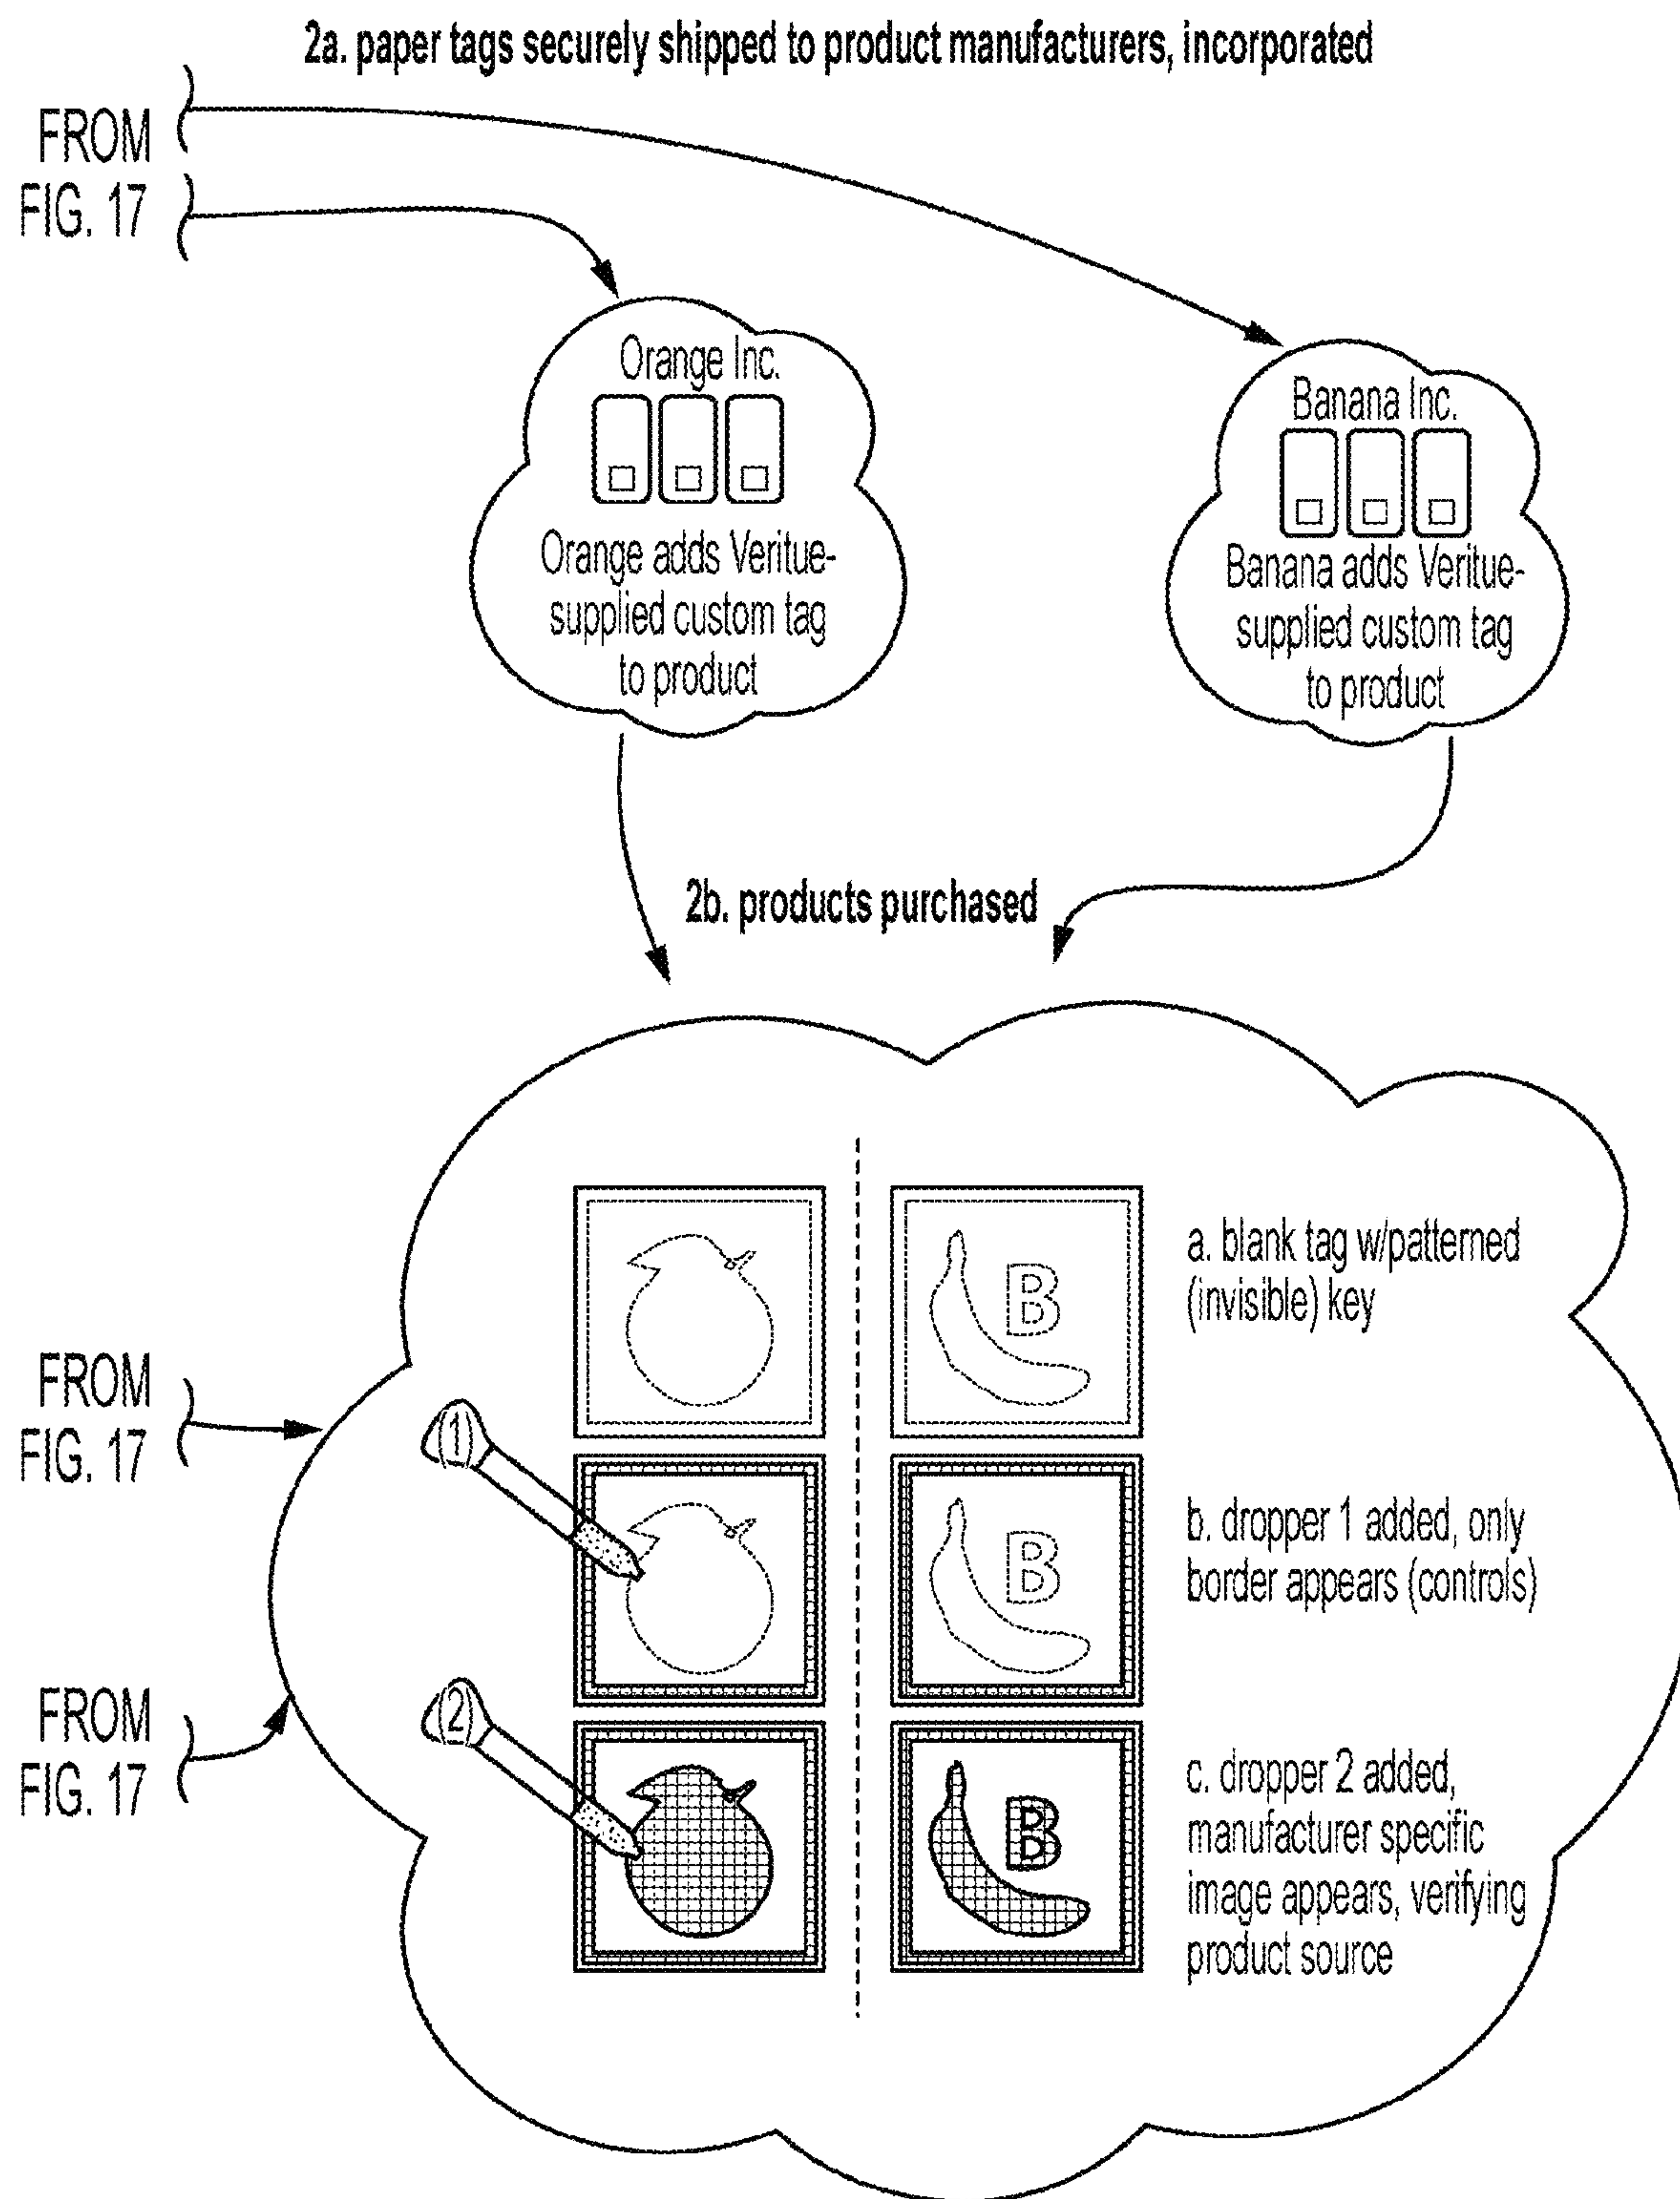 2a. paper tags securely shipped to product manufacturers, incorporated
FROM
FIG. 17
Orange Inc.
Orange adds Veritue-
supplied custom tag
to product
Banana Inc.
Banana adds Veritue-
supplied custom tag
to product
2b. products purchased
B
a. blank tag w/patterned
(invisible) key
FROM
FIG. 17
1
B
b. dropper 1 added, only
border appears (controls)
FROM
FIG. 17
2
B
c. dropper 2 added,
manufacturer specific
image appears, verifying
product source